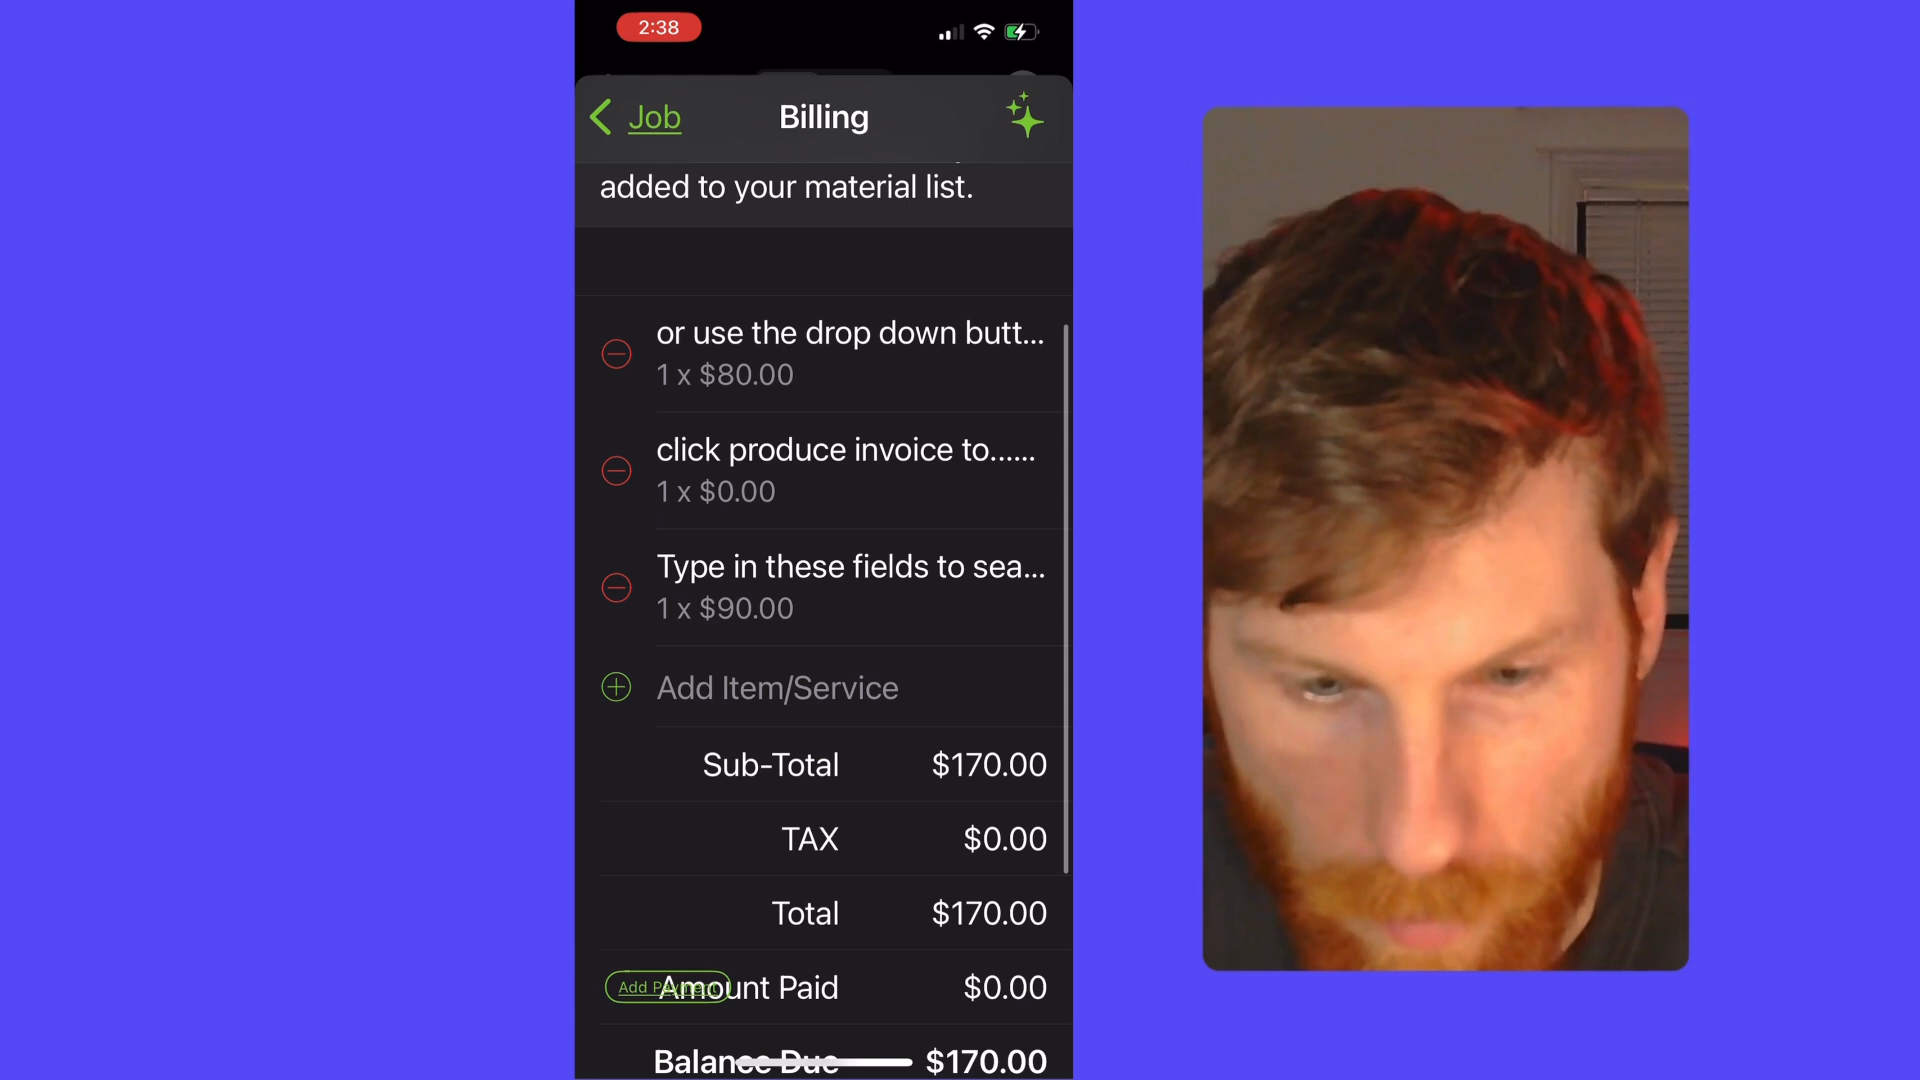 2:38
Job
Billing
added to your material list.
or use the drop down butt...
1 x $80.00
click produce invoice to......
1 x $0.00
Type in these fields to sea...
1 x $90.00
Add Item/Service
Sub-Total $170.00
TAX $0.00
Total $170.00
Add Payment Amount Paid $0.00
Balance Due $170.00